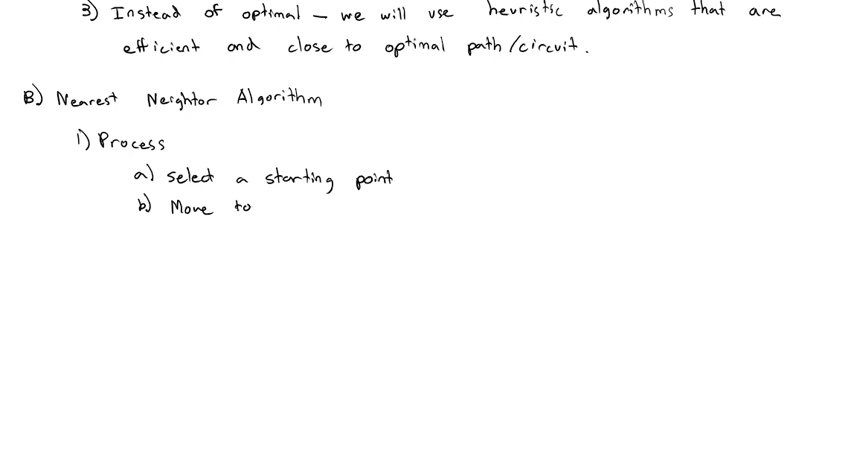 3) Instead of optimal — we will use heuristic algorithms that are
efficient and close to optimal path/circuit.
B) Nearest Neighbor Algorithm
1) Process
a) select a starting point
b) Move to